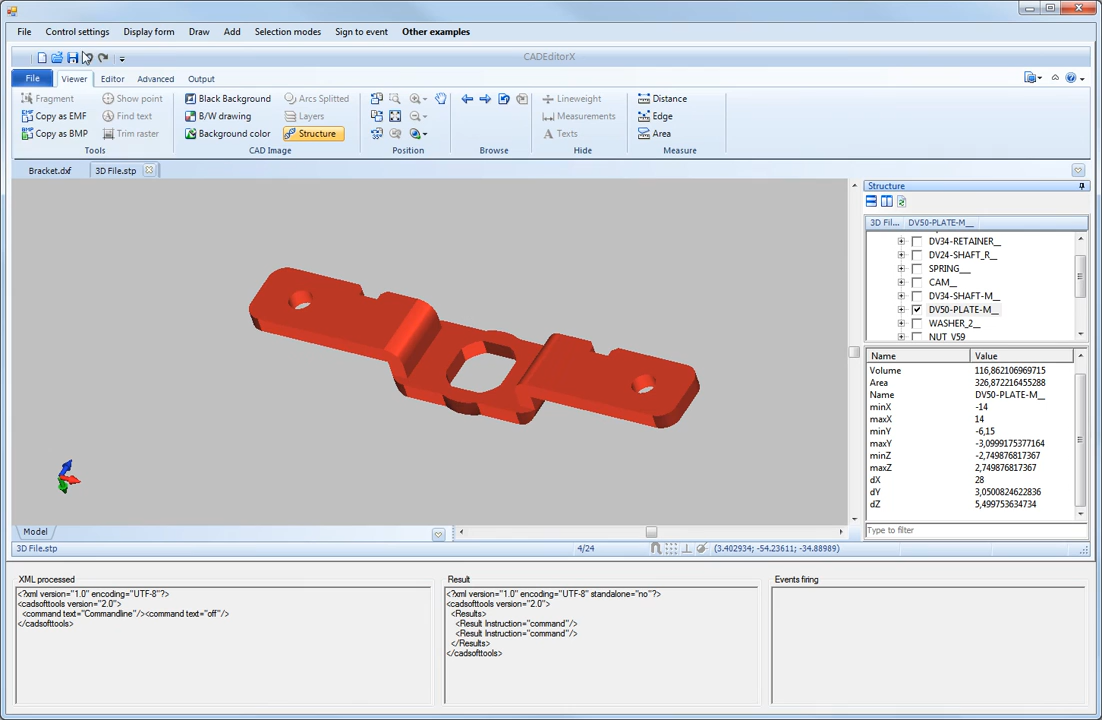 File Control settings Display form Draw Add Selection modes Sign to event Other examples
CADEditorX
File Viewer Editor Advanced Output
Fragment Show point Black Background Arcs Splitted Lineweight Distance
Copy as EMF Find text B/W drawing Layers Measurements Edge
Copy as BMP Trim raster Background color Structure Texts Area
Tools CAD Image Position Browse Hide Measure
Bracket.dxf 3D File.stp
Structure
3D Fil... DV50-PLATE-M__
DV34-RETAINER__
DV24-SHAFT_R__
SPRING___
CAM__
DV34-SHAFT-M__
DV50-PLATE-M__
WASHER_2__
NUT V59
Name Value
Volume 116,862106969715
Area 326,872216455288
Name DV50-PLATE-M__
minX -14
maxX 14
minY -6,15
maxY -3,0999175377164
minZ -2,749876817367
maxZ 2,749876817367
dX 28
dY 3,0500824622836
dZ 5,499753634734
Type to filter
Model
3D File.stp 4/24 (3.402934; -54.23611; -34.88989)
XML processed
<?xml version="1.0" encoding="UTF-8"?>
<cadsofttools version="2.0">
<command text="Commandline"/><command text="off"/>
</cadsofttools>
Result
<?xml version="1.0" encoding="UTF-8" standalone="no"?>
<cadsofttools version="2.0">
<Results>
<Result Instruction="command"/>
<Result Instruction="command"/>
</Results>
</cadsofttools>
Events firing